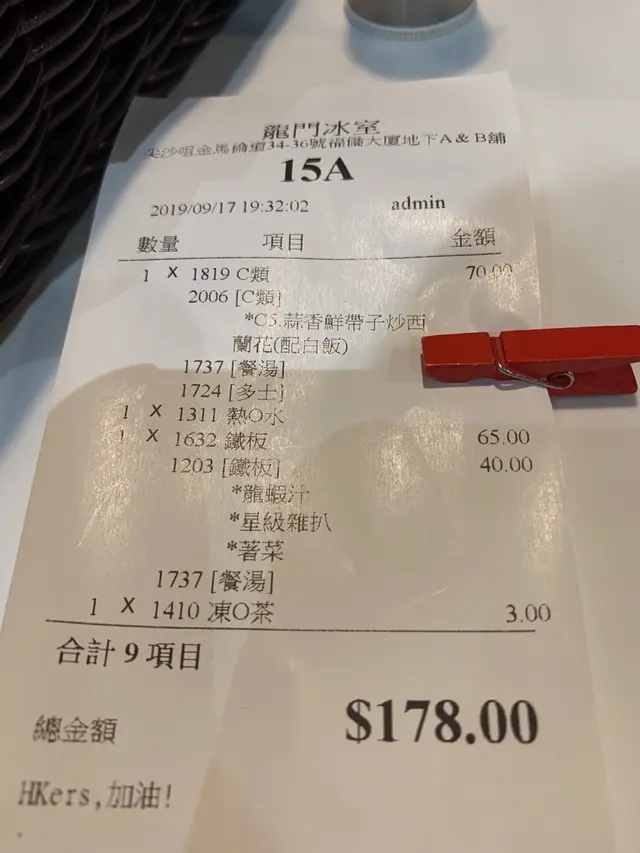 龍門冰室
尖沙咀金馬倫道34-36號福僑大廈地下A＆B舖
15A
2019/09/17 19:32:02 admin
數量 項目 金額
1 X 1819 C類 70.00
2006 [C類]
*C5.蒜香鮮帶子炒西
蘭花(配白飯)
1737 [餐湯]
1724 [多士]
1 X 1311 熱O水
1 X 1632 鐵板 65.00
1203 [鐵板] 40.00
*龍蝦汁
*星級雜扒
*薯菜
1737 [餐湯]
1 X 1410 凍O茶 3.00
合計 9 項目
總金額 $178.00
HKers,加油!